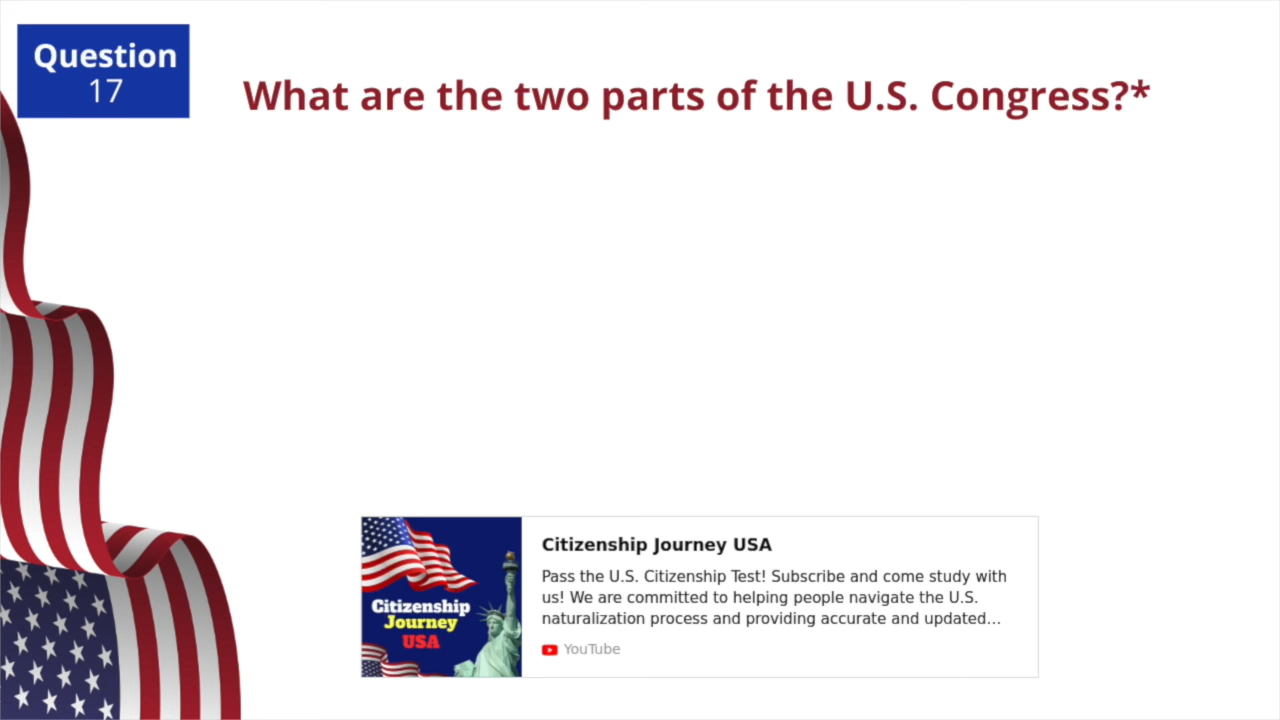 Question
17
What are the two parts of the U.S. Congress?*
Citizenship
Journey
USA
Citizenship Journey USA
Pass the U.S. Citizenship Test! Subscribe and come study with
us! We are committed to helping people navigate the U.S.
naturalization process and providing accurate and updated...
YouTube